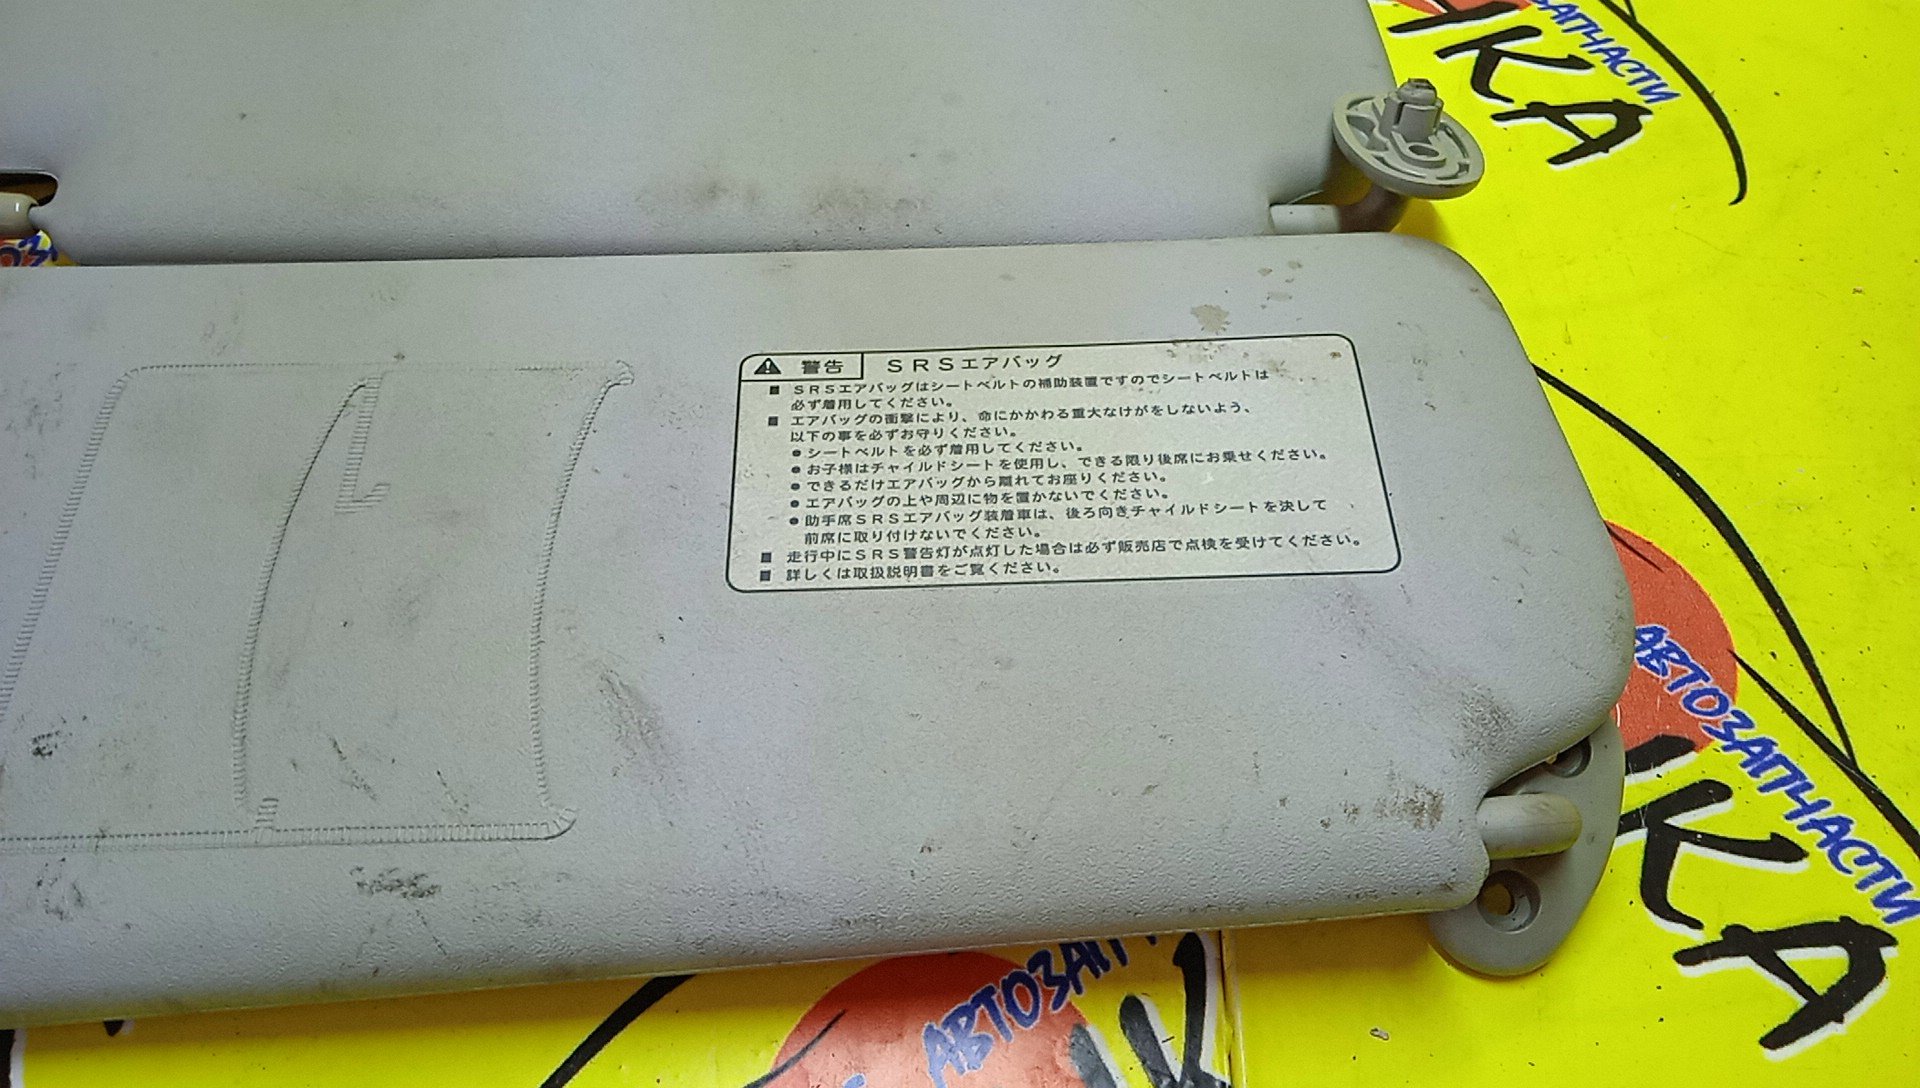 АПЧАСТИ
КА
⚠ 警告 SRSエアバッグ
■ SRSエアバッグはシートベルトの補助装置ですのでシートベルトは
必ず着用してください。
■ エアバッグの衝撃により、命にかかわる重大なけがをしないよう、
以下の事を必ずお守りください。
● シートベルトを必ず着用してください。
● お子様はチャイルドシートを使用し、できる限り後席にお乗せください。
● できるだけエアバッグから離れてお座りください。
● エアバッグの上や周辺に物を置かないでください。
● 助手席SRSエアバッグ装着車は、後ろ向きチャイルドシートを決して
前席に取り付けないでください。
■ 走行中にSRS警告灯が点灯した場合は必ず販売店で点検を受けてください。
■ 詳しくは取扱説明書をご覧ください。
АВТОЗАПЧАСТИ
КА
АВТОЗАП